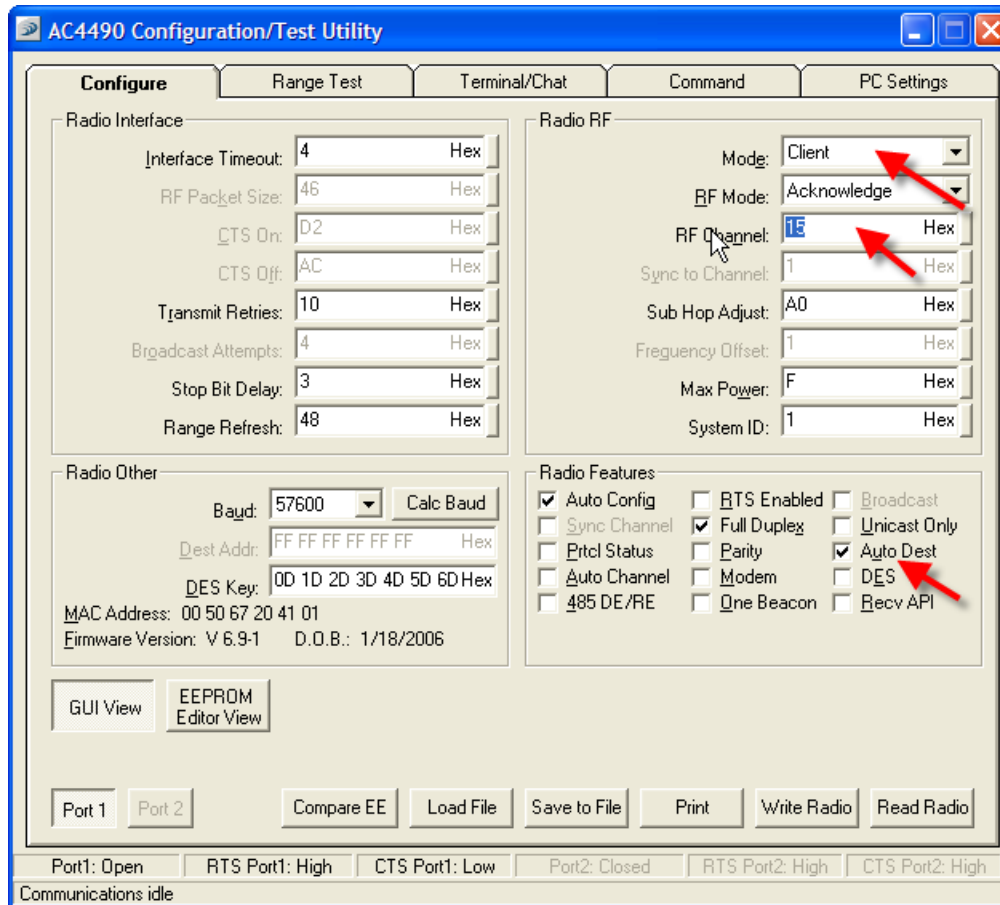 AC4490 Configuration/Test Utility
Configure
Range Test
Terminal/Chat
Command
PC Settings
Radio Interface
Interface Timeout: 4 Hex
RF Packet Size: 46 Hex
CTS On: D2 Hex
CTS Off: AC Hex
Transmit Retries: 10 Hex
Broadcast Attempts: 4 Hex
Stop Bit Delay: 3 Hex
Range Refresh: 48 Hex
Radio RF
Mode: Client
RF Mode: Acknowledge
RF Channel: 15 Hex
Sync to Channel: 1 Hex
Sub Hop Adjust: A0 Hex
Frequency Offset: 1 Hex
Max Power: F Hex
System ID: 1 Hex
Radio Other
Baud: 57600 Calc Baud
Dest Addr: FF FF FF FF FF FF Hex
DES Key: 0D 1D 2D 3D 4D 5D 6D Hex
MAC Address: 00 50 67 20 41 01
Firmware Version: V 6.9-1 D.O.B.: 1/18/2006
Radio Features
Auto Config RTS Enabled Broadcast
Sync Channel Full Duplex Unicast Only
Prtcl Status Parity Auto Dest
Auto Channel Modem DES
485 DE/RE One Beacon Recv API
GUI View
EEPROM
Editor View
Port 1 Port 2 Compare EE Load File Save to File Print Write Radio Read Radio
Port1: Open RTS Port1: High CTS Port1: Low Port2: Closed RTS Port2: High CTS Port2: High
Communications idle